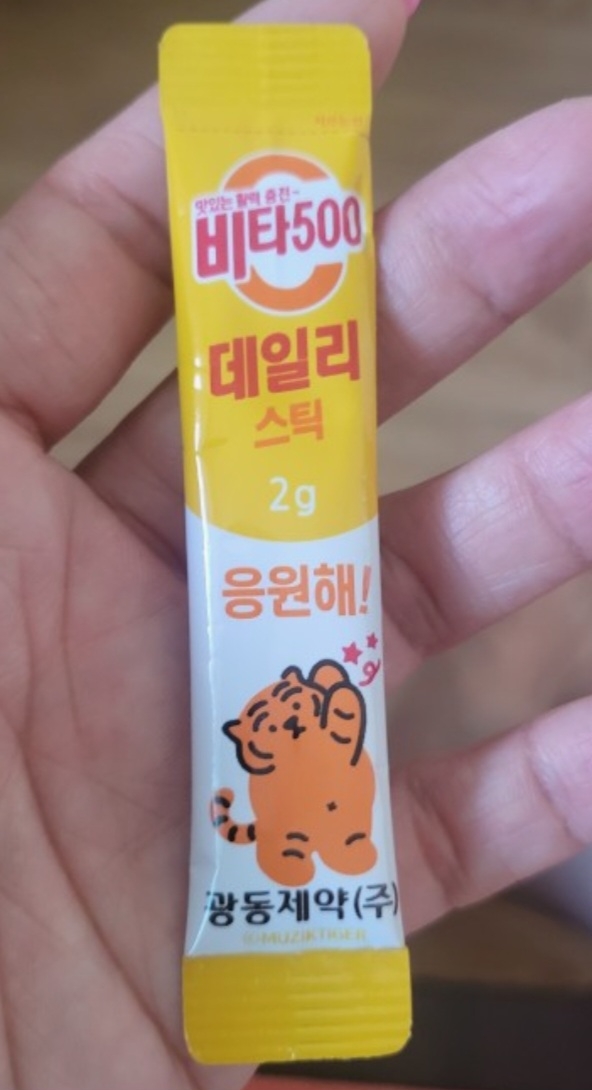 맛있는 활력 충전~
비타500
데일리
스틱
2g
응원해!
광동제약(주)
©MUZIKTIGER